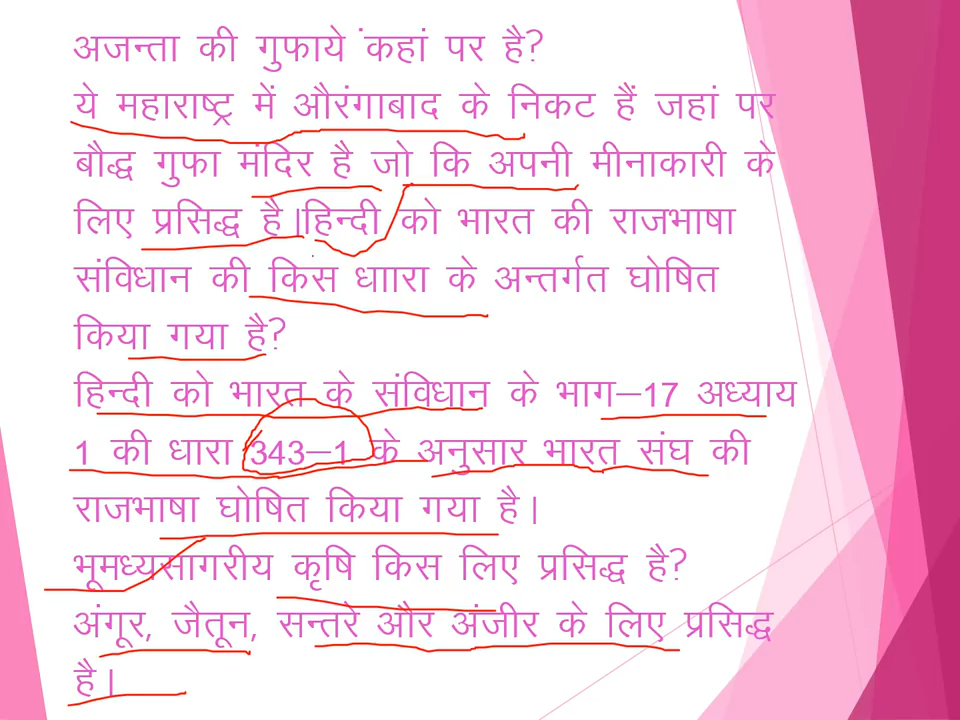 अजन्ता की गुफाये ंकहां पर है?
ये महाराष्ट्र में औरंगाबाद के निकट हैं जहां पर
बौद्ध गुफा मंदिर है जो कि अपनी मीनाकारी के
लिए प्रसिद्ध है।हिन्दी को भारत की राजभाषा
संविधान की किस धाारा के अन्तर्गत घोषित
किया गया है?
हिन्दी को भारत के संविधान के भाग–17 अध्याय
1 की धारा 343–1 के अनुसार भारत संघ की
राजभाषा घोषित किया गया है।
भूमध्यसागरीय कृषि किस लिए प्रसिद्ध है?
अंगूर, जैतून, सन्तरे और अंजीर के लिए प्रसिद्ध
है।